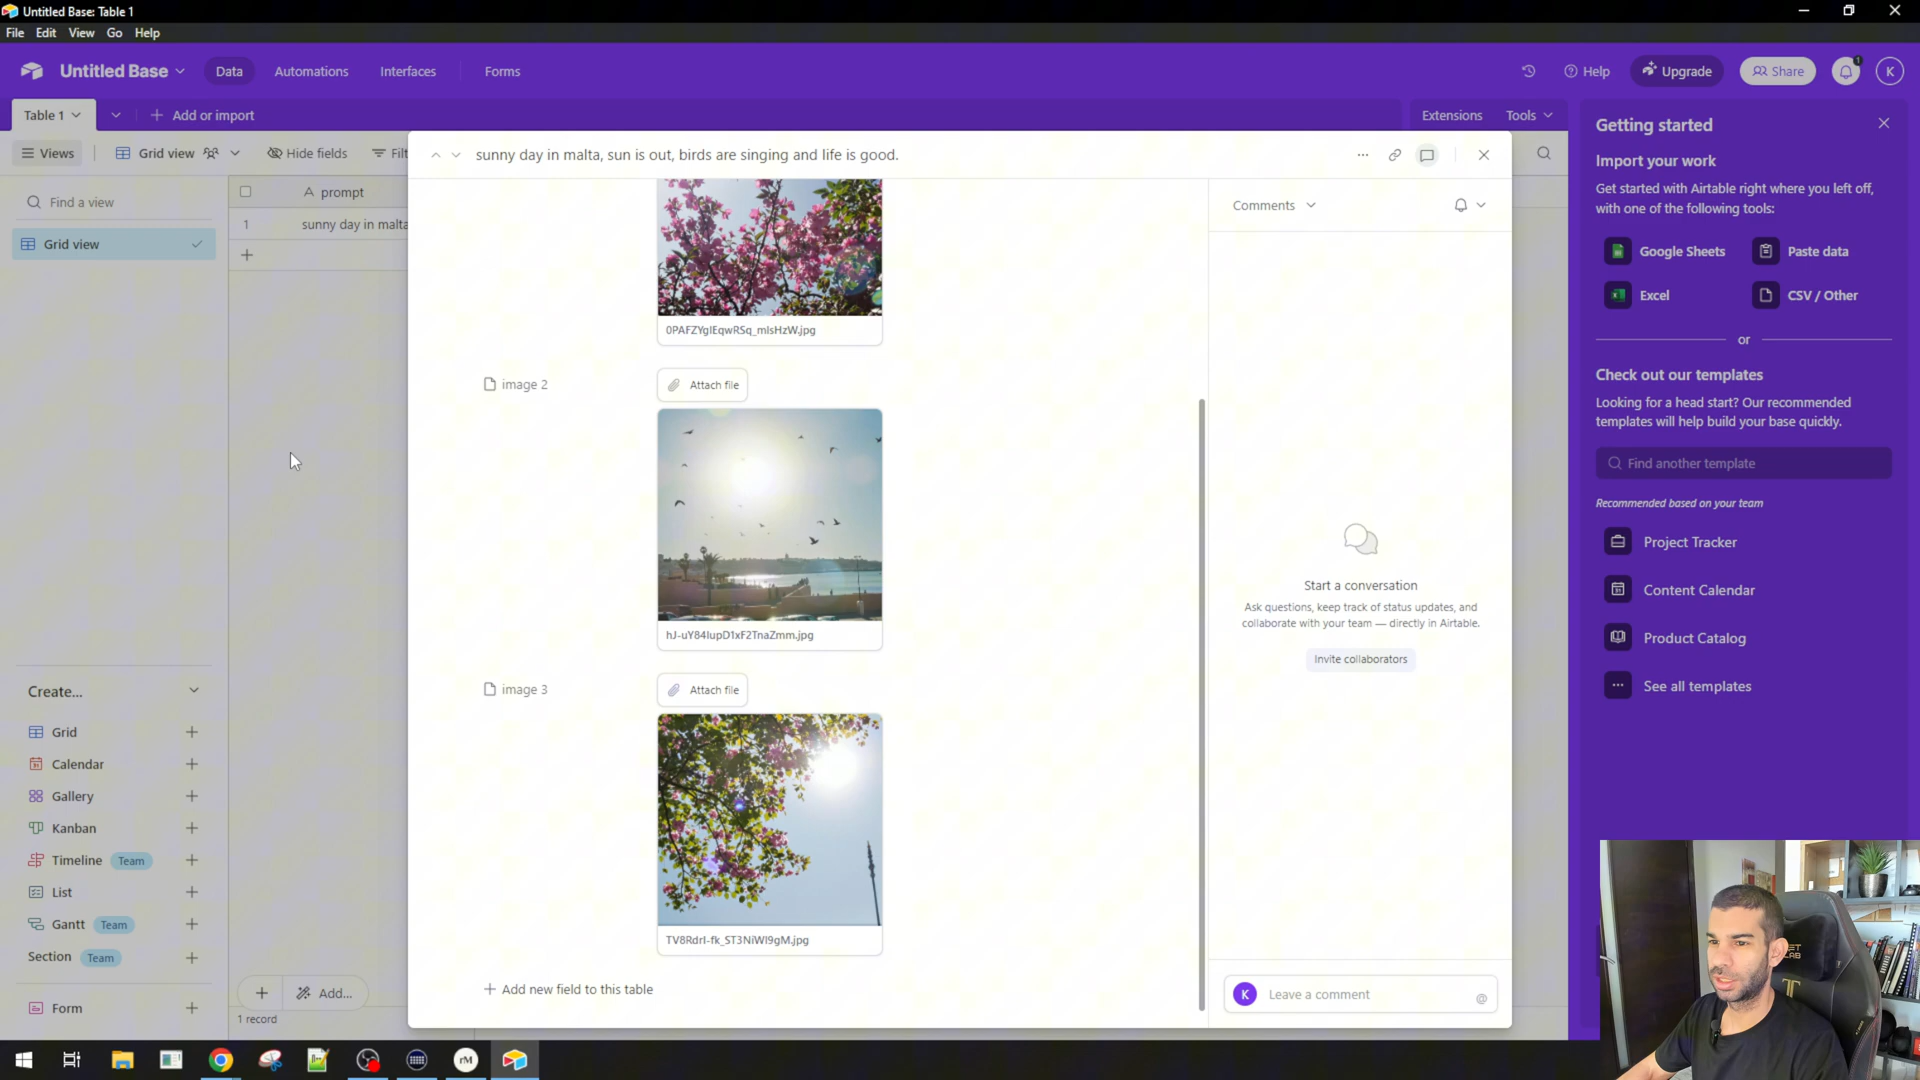 Untitled Base: Table 1
File Edit View Go Help
Untitled Base Data Automations Interfaces Forms
Help Upgrade Share 1 K
Table 1 Add or import Extensions Tools
Views Grid view Hide fields Filt
sunny day in malta, sun is out, birds are singing and life is good.
Find a view
Grid view
A prompt
1 sunny day in malta
Create...
Grid
Calendar
Gallery
Kanban
Timeline Team
List
Gantt Team
Section Team
Form
Add...
1 record
0PAFZYglEqwRSq_mlsHzW.jpg
image 2 Attach file
hJ-uY84lupD1xF2TnaZmm.jpg
image 3 Attach file
TV8Rdrl-fk_ST3NiWl9gM.jpg
Add new field to this table
Comments
Start a conversation
Ask questions, keep track of status updates, and
collaborate with your team — directly in Airtable.
Invite collaborators
K Leave a comment @
Getting started
Import your work
Get started with Airtable right where you left off,
with one of the following tools:
Google Sheets Paste data
Excel CSV / Other
or
Check out our templates
Looking for a head start? Our recommended
templates will help build your base quickly.
Find another template
Recommended based on your team
Project Tracker
Content Calendar
Product Catalog
See all templates
rM